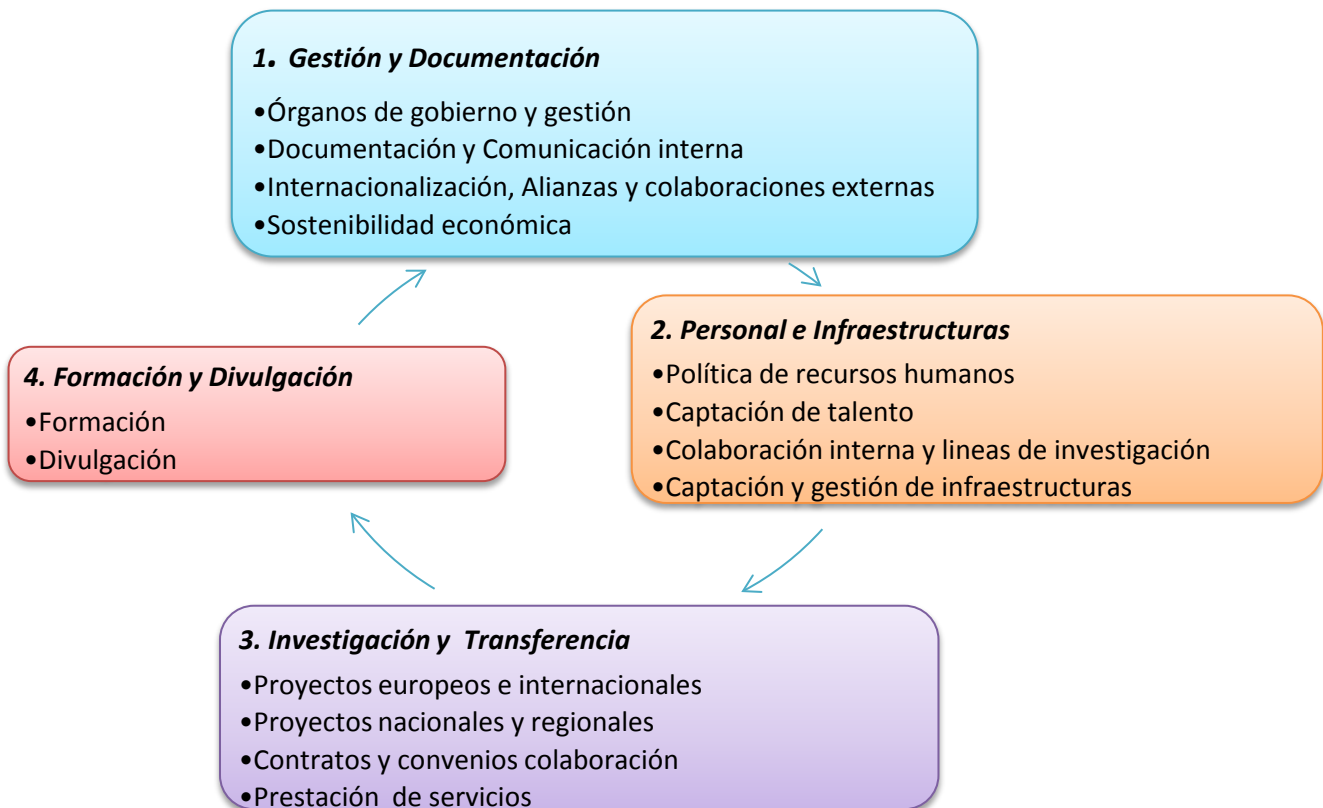 1. Gestión y Documentación
•Órganos de gobierno y gestión
•Documentación y Comunicación interna
•Internacionalización, Alianzas y colaboraciones externas
•Sostenibilidad económica
2. Personal e Infraestructuras
•Política de recursos humanos
•Captación de talento
•Colaboración interna y lineas de investigación
•Captación y gestión de infraestructuras
3. Investigación y Transferencia
•Proyectos europeos e internacionales
•Proyectos nacionales y regionales
•Contratos y convenios colaboración
•Prestación de servicios
4. Formación y Divulgación
•Formación
•Divulgación